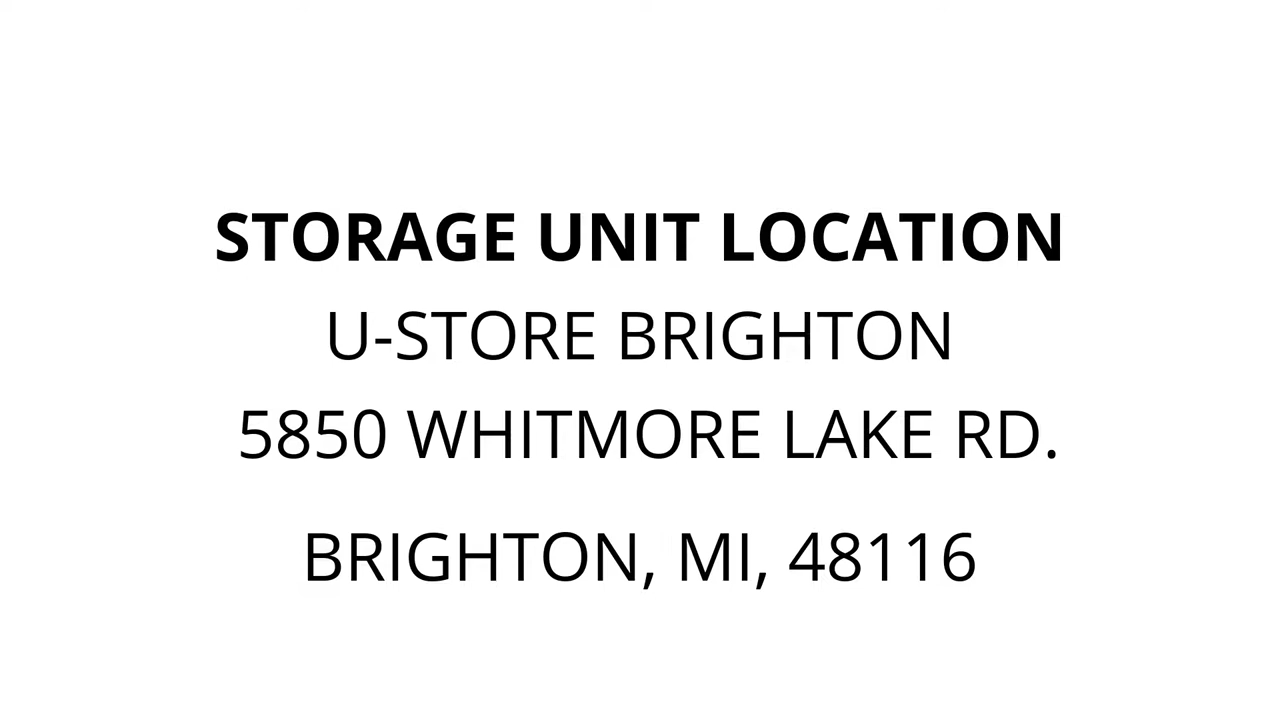 STORAGE UNIT LOCATION
U-STORE BRIGHTON
5850 WHITMORE LAKE RD.
BRIGHTON, MI, 48116